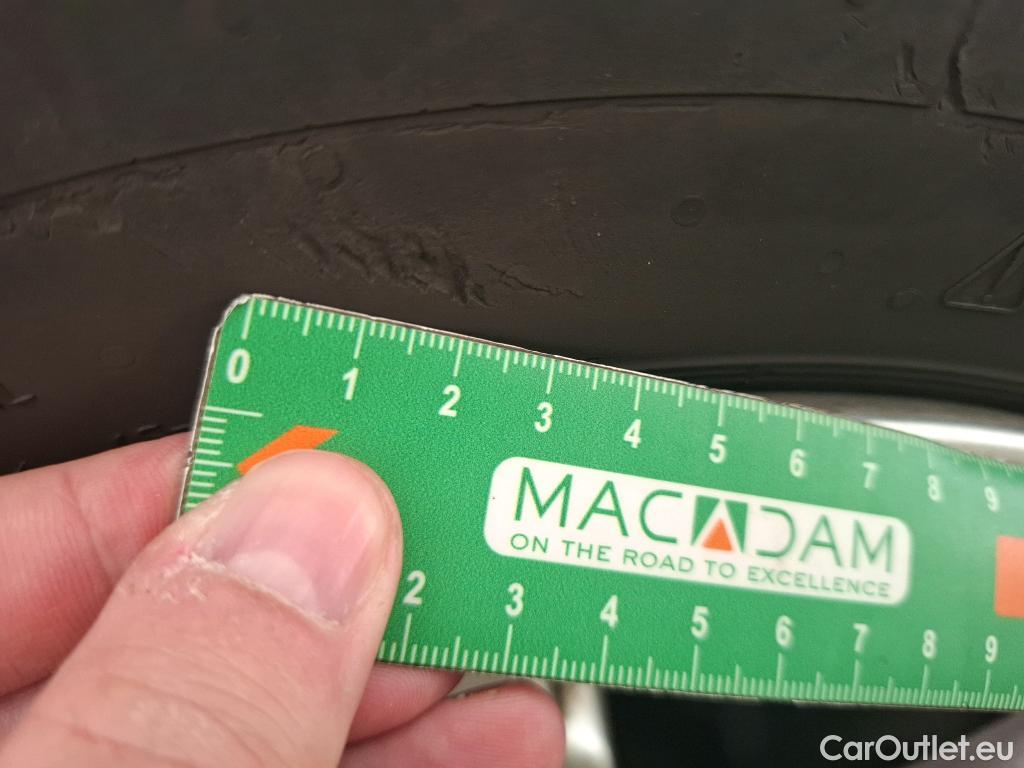 0 1 2 3 4 5 6 7 8 9
MACADAM
ON THE ROAD TO EXCELLENCE
2 3 4 5 6 7 8 9
CarOutlet.eu